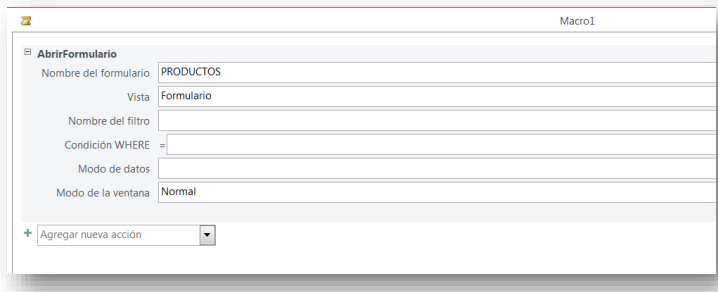 Macro1
AbrirFormulario
Nombre del formulario PRODUCTOS
Vista Formulario
Nombre del filtro
Condición WHERE =
Modo de datos
Modo de la ventana Normal
Agregar nueva acción